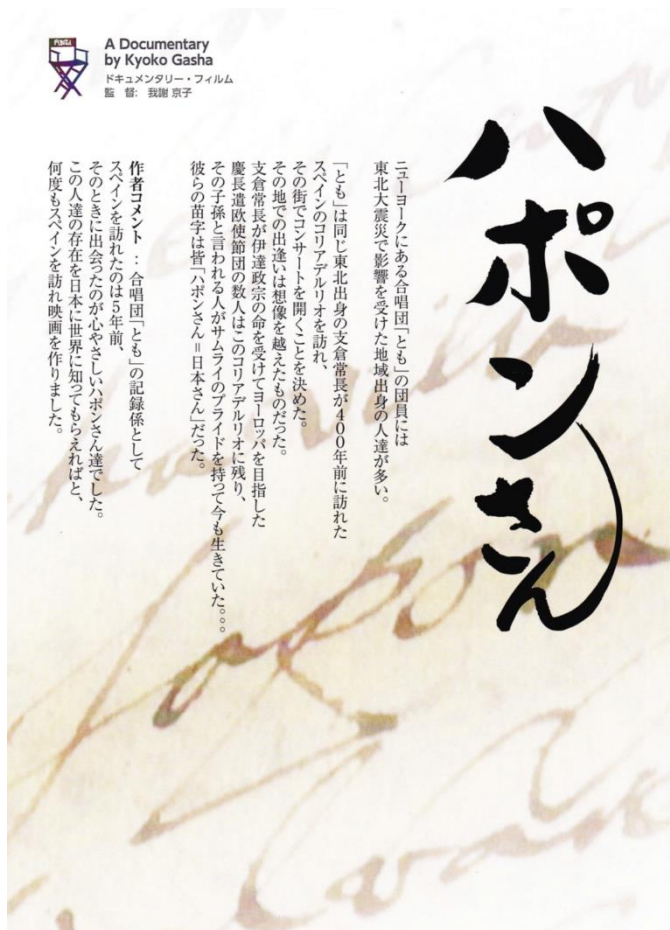 A Documentary
by Kyoko Gasha
ドキュメンタリー・フィルム
監 督: 我謝 京子
ハポンさん
ニューヨークにある合唱団「とも」の団員には
東北大震災で影響を受けた地域出身の人達が多い。
「とも」は同じ東北出身の支倉常長が400年前に訪れた
スペインのコリアデルリオを訪れ、
その街でコンサートを開くことを決めた。
その地での出逢いは想像を越えたものだった。
支倉常長が伊達政宗の命を受けてヨーロッパを目指した
慶長遣欧使節団の数人はこのコリアデルリオに残り、
その子孫と言われる人がサムライのプライドを持って今も生きていた。。。
彼らの苗字は皆「ハポンさん=日本さん」だった。
作者コメント : 合唱団「とも」の記録係として
スペインを訪れたのは5年前、
そのときに出会ったのが心やさしいハポンさん達でした。
この人達の存在を日本に世界に知ってもらえればと、
何度もスペインを訪れ映画を作りました。
Japon